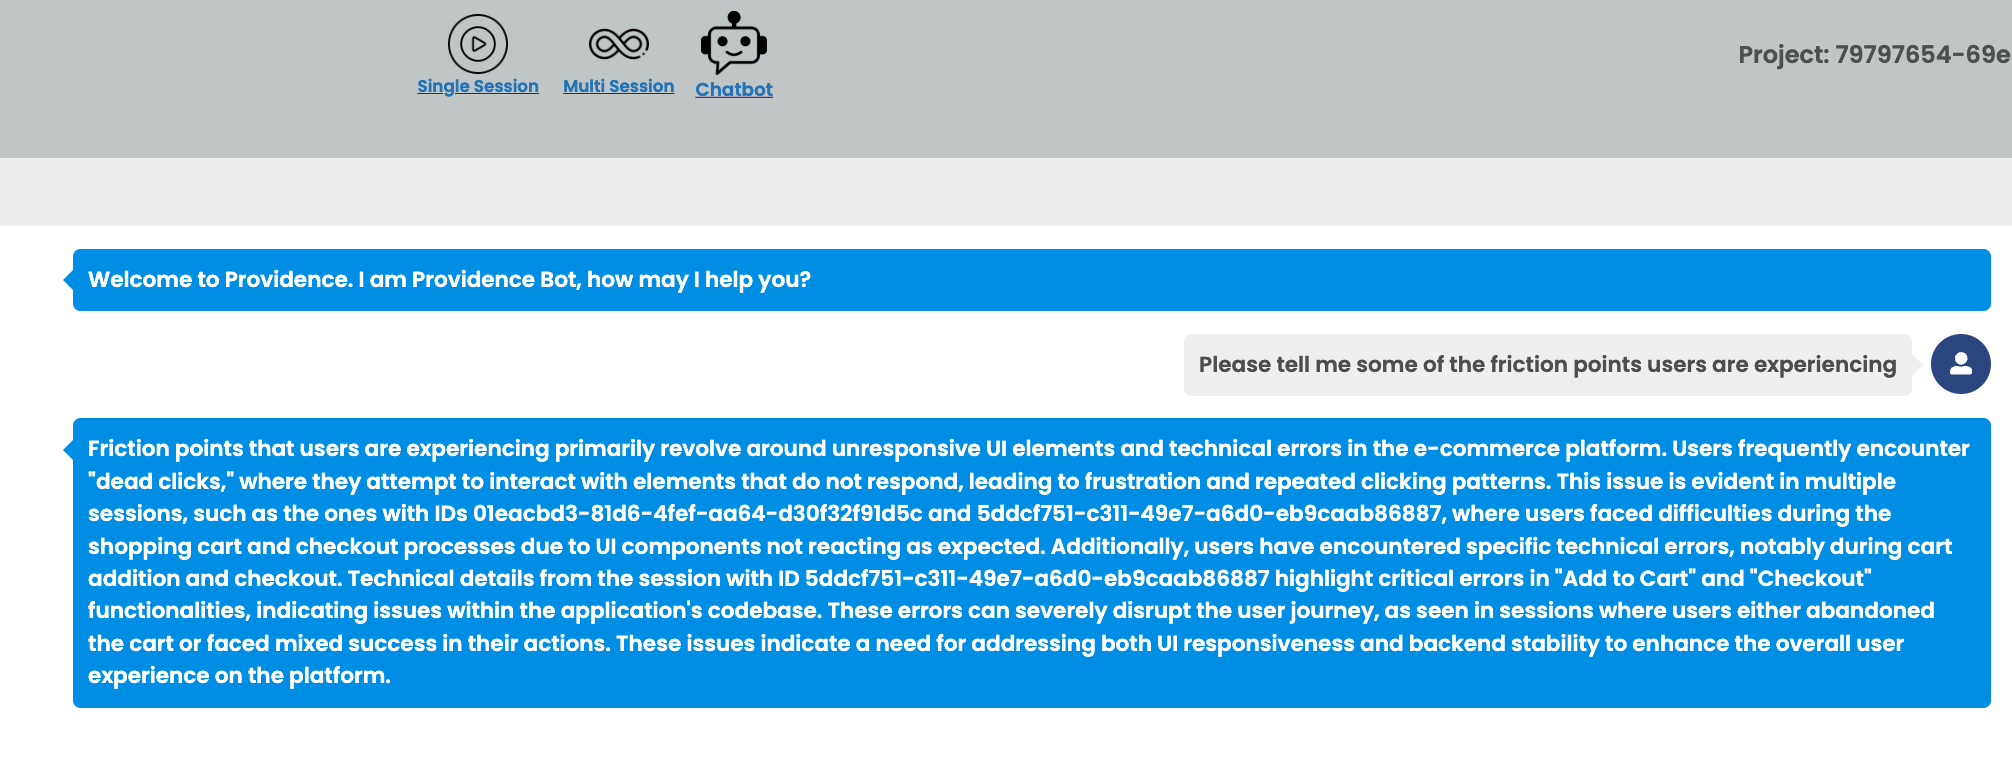 Single Session
Multi Session
Chatbot
Project: 79797654-69e
Welcome to Providence. I am Providence Bot, how may I help you?
Please tell me some of the friction points users are experiencing
Friction points that users are experiencing primarily revolve around unresponsive UI elements and technical errors in the e-commerce platform. Users frequently encounter
"dead clicks," where they attempt to interact with elements that do not respond, leading to frustration and repeated clicking patterns. This issue is evident in multiple
sessions, such as the ones with IDs 01eacbd3-81d6-4fef-aa64-d30f32f91d5c and 5ddcf751-c311-49e7-a6d0-eb9caab86887, where users faced difficulties during the
shopping cart and checkout processes due to UI components not reacting as expected. Additionally, users have encountered specific technical errors, notably during cart
addition and checkout. Technical details from the session with ID 5ddcf751-c311-49e7-a6d0-eb9caab86887 highlight critical errors in "Add to Cart" and "Checkout"
functionalities, indicating issues within the application's codebase. These errors can severely disrupt the user journey, as seen in sessions where users either abandoned
the cart or faced mixed success in their actions. These issues indicate a need for addressing both UI responsiveness and backend stability to enhance the overall user
experience on the platform.